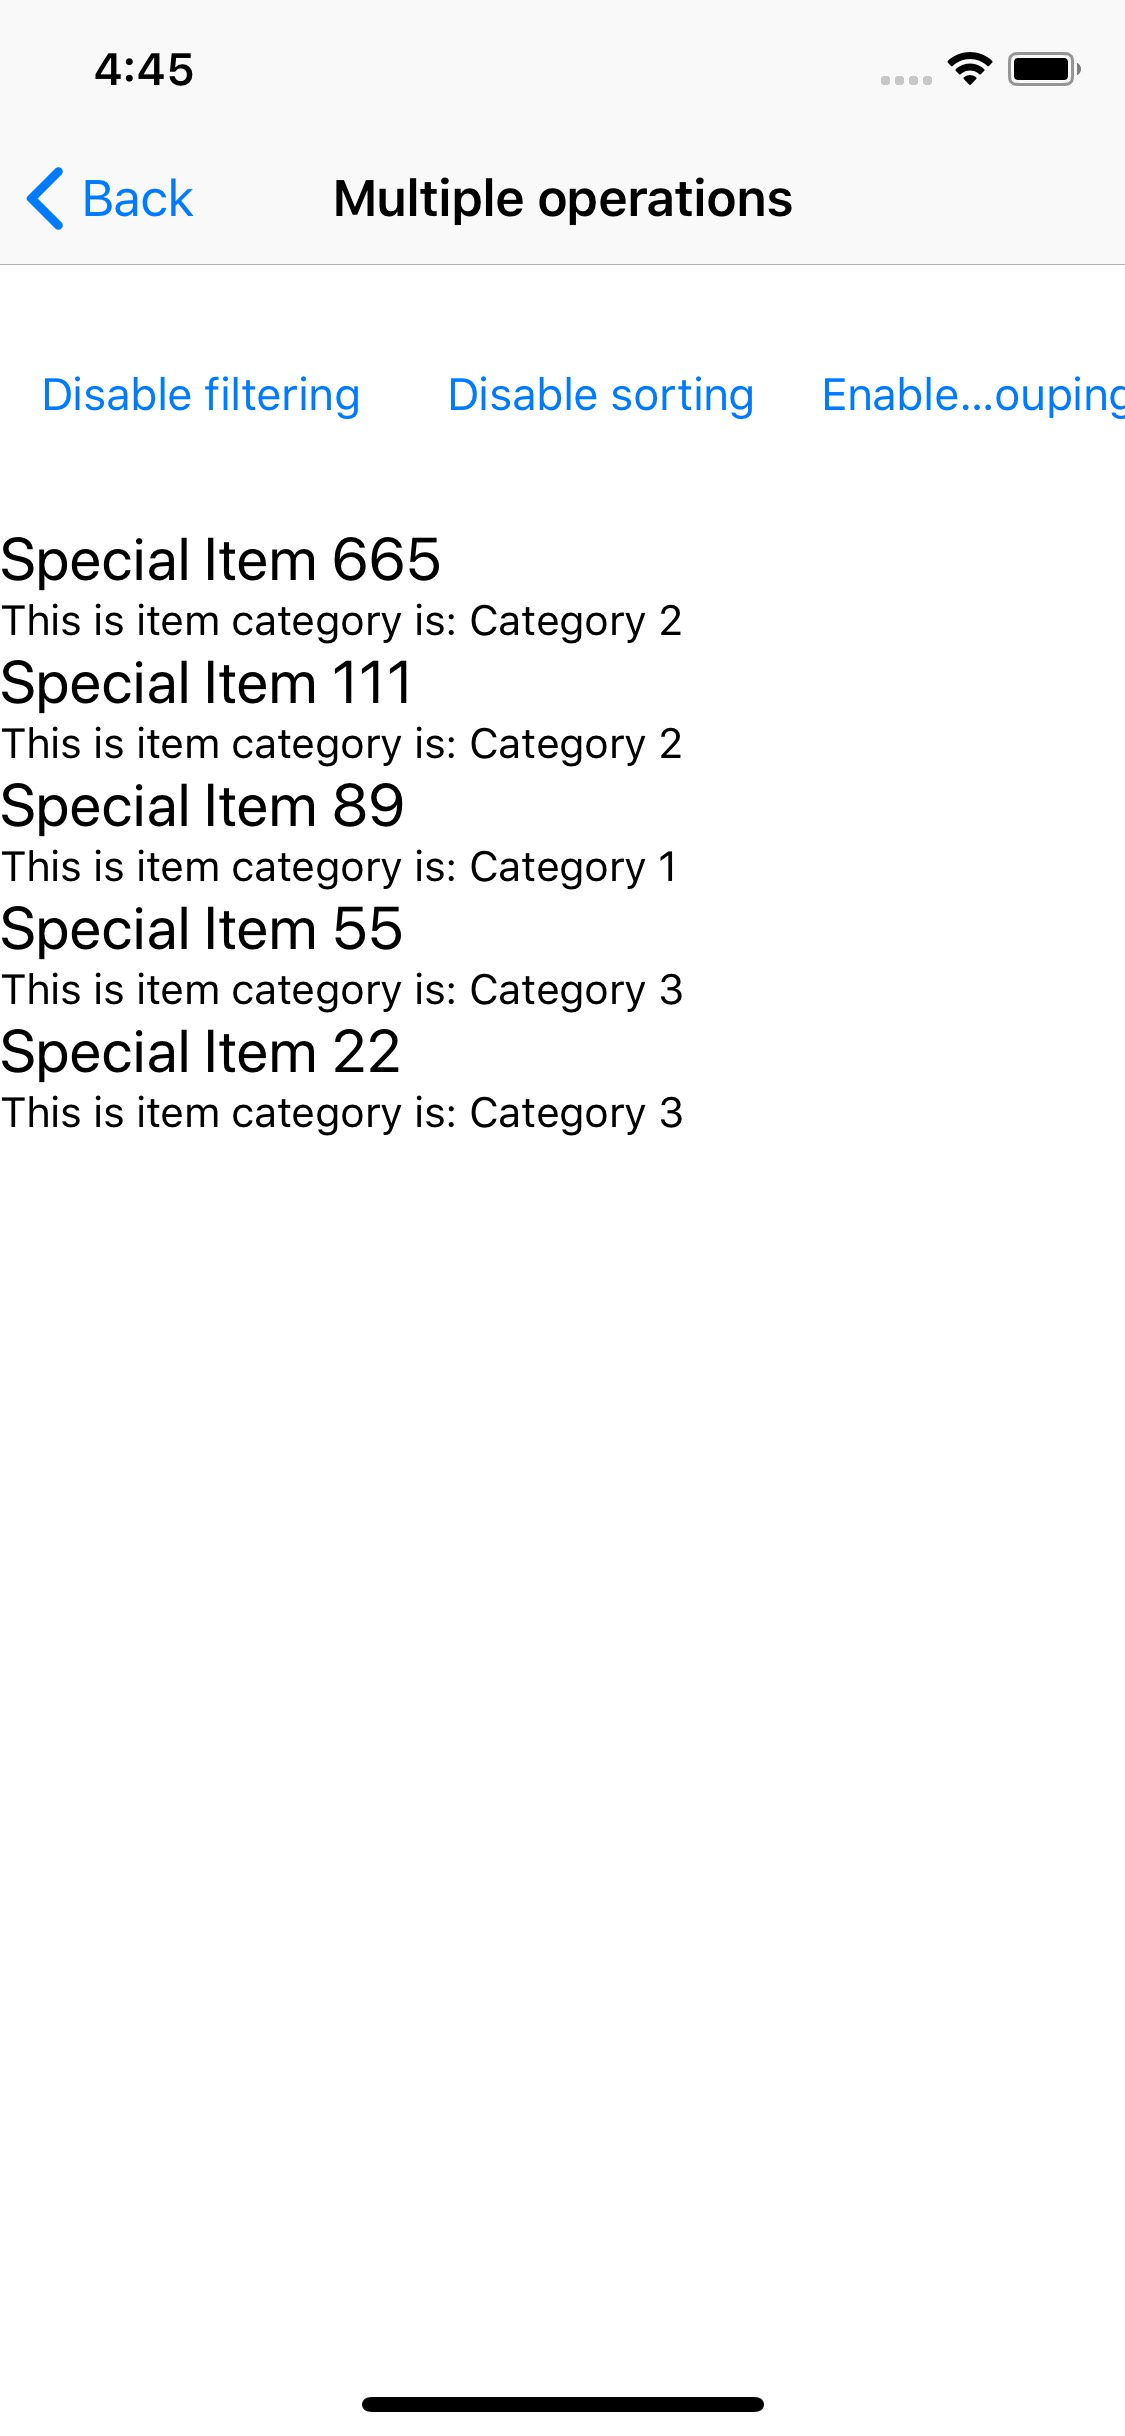 4:45
Back
Multiple operations
Disable filtering
Disable sorting
Enable...ouping
Special Item 665
This is item category is: Category 2
Special Item 111
This is item category is: Category 2
Special Item 89
This is item category is: Category 1
Special Item 55
This is item category is: Category 3
Special Item 22
This is item category is: Category 3